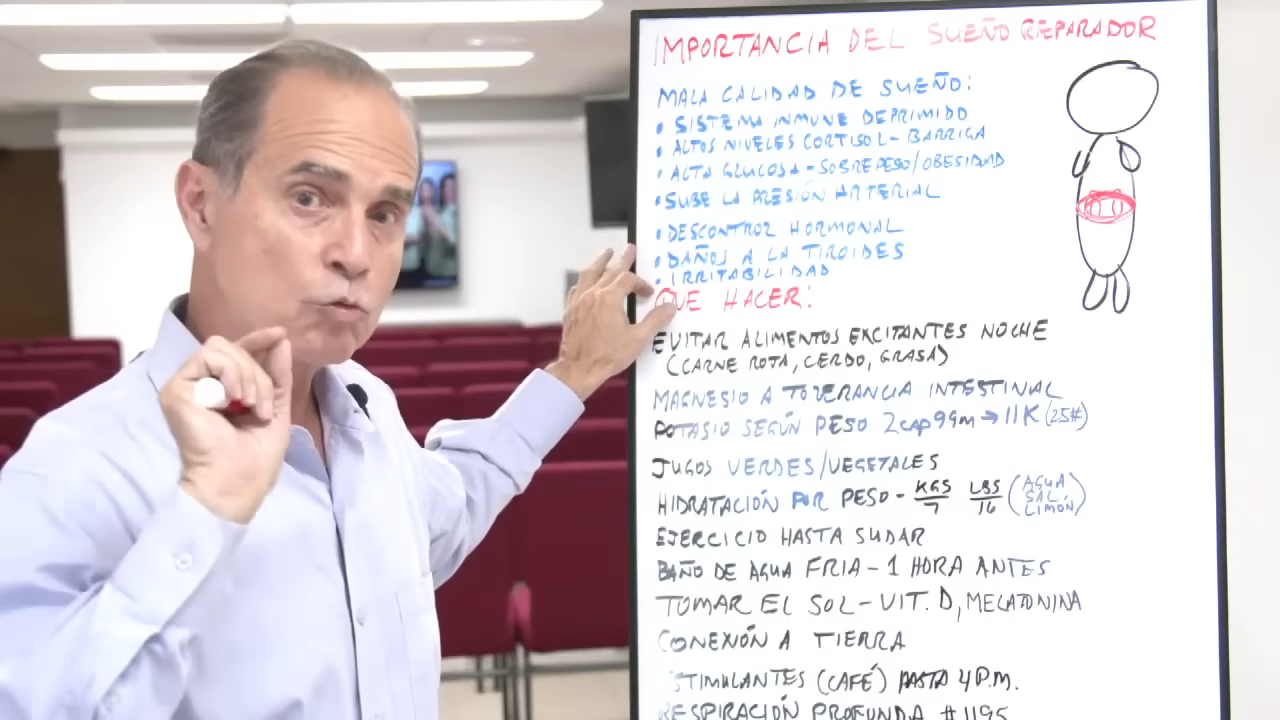 IMPORTANCIA DEL SUEÑO REPARADOR
MALA CALIDAD DE SUEÑO:
• SISTEMA INMUNE DEPRIMIDO
• ALTOS NIVELES CORTISOL - BARRIGA
• ALTA GLUCOSA - SOBREPESO/OBESIDAD
• SUBE LA PRESIÓN ARTERIAL
• DESCONTROL HORMONAL
• DAÑOS A LA TIROIDES
• IRRITABILIDAD
QUE HACER:
EVITAR ALIMENTOS EXCITANTES NOCHE
(CARNE ROJA, CERDO, GRASA)
MAGNESIO A TOLERANCIA INTESTINAL
POTASIO SEGÚN PESO 2cap 99m → 11K (25#)
JUGOS VERDES/VEGETALES
HIDRATACIÓN POR PESO - KGS/7 LBS/16 (AGUA SAL LIMÓN)
EJERCICIO HASTA SUDAR
BAÑO DE AGUA FRIA - 1 HORA ANTES
TOMAR EL SOL - VIT. D, MELATONINA
CONEXÓN A TIERRA
ESTIMULANTES (CAFÉ) HASTA 4 P.M.
RESPIRACIÓN PROFUNDA #1195